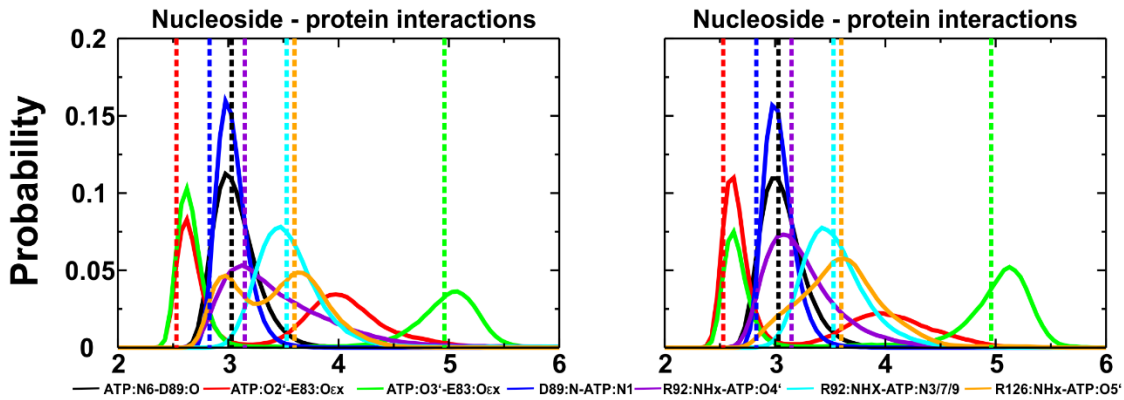 Nucleoside - protein interactions Nucleoside - protein interactions
Probability
0.2
0.15
0.1
0.05
0
2 3 4 5 6 2 3 4 5 6
ATP:N6-D89:O ATP:O2‘-E83:Oεx ATP:O3‘-E83:Oεx D89:N-ATP:N1 R92:NHx-ATP:O4‘ R92:NHX-ATP:N3/7/9 R126:NHx-ATP:O5‘